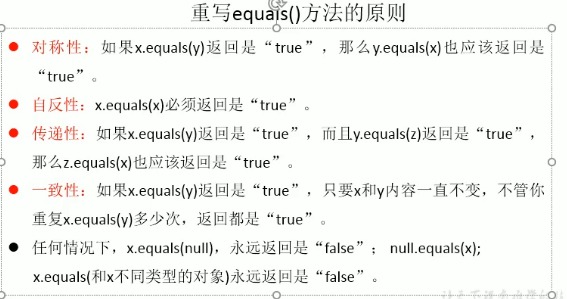 重写equals()方法的原则
对称性：如果x.equals(y)返回是“true”，那么y.equals(x)也应该返回是
“true”。
自反性：x.equals(x)必须返回是“true”。
传递性：如果x.equals(y)返回是“true”，而且y.equals(z)返回是“true”，
那么z.equals(x)也应该返回是“true”。
一致性：如果x.equals(y)返回是“true”，只要x和y内容一直不变，不管你
重复x.equals(y)多少次，返回都是“true”。
任何情况下，x.equals(null)，永远返回是“false”；null.equals(x);
x.equals(和x不同类型的对象)永远返回是“false”。